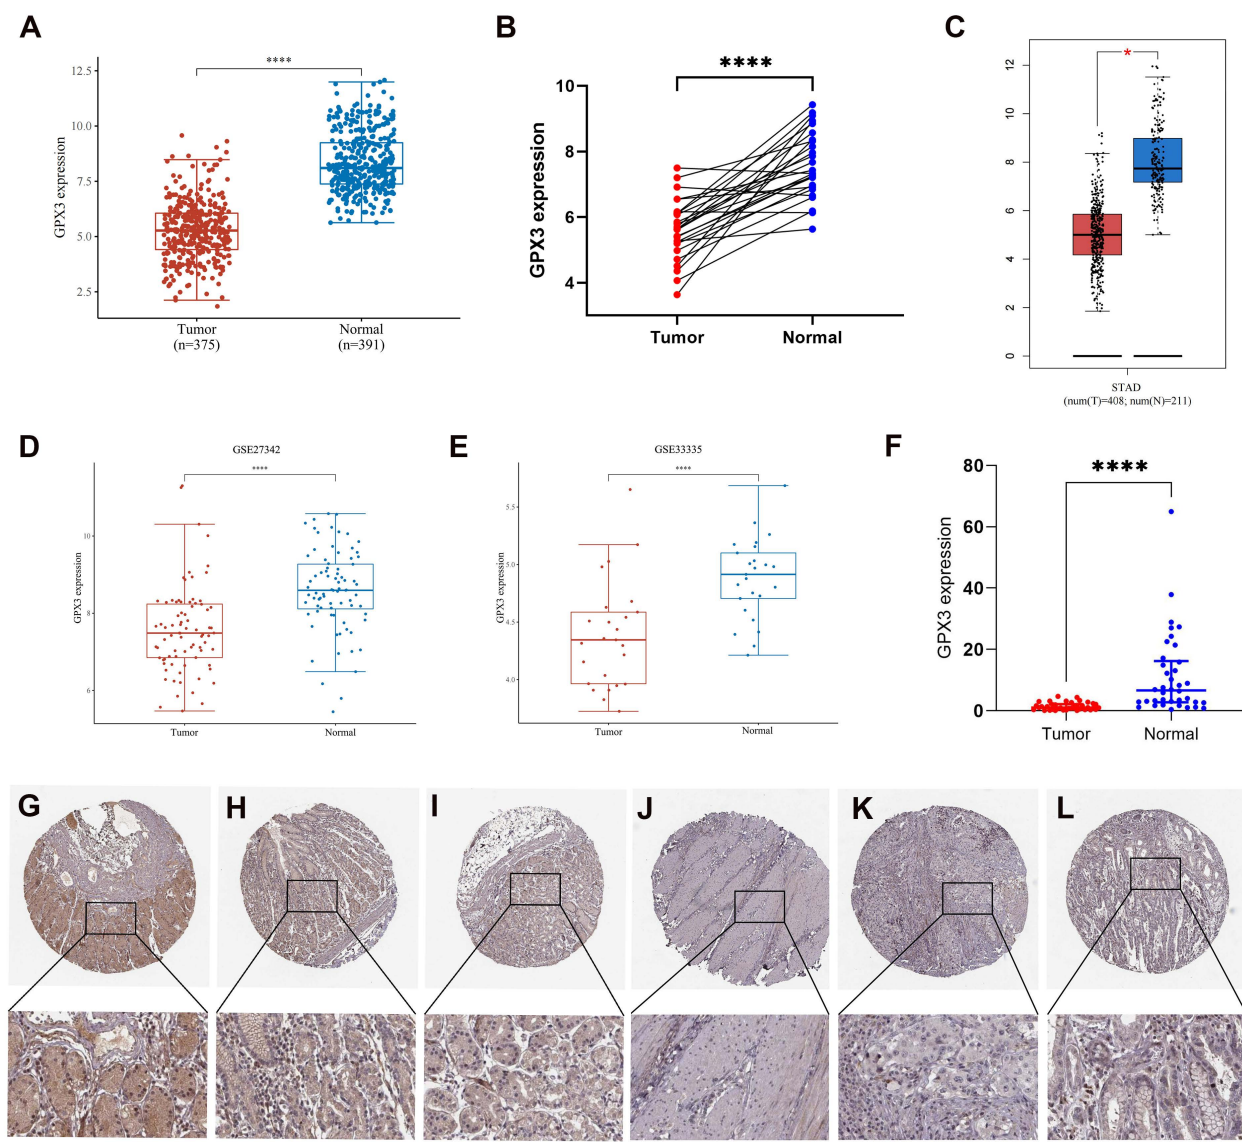 A
****
GPX3 expression
12.5
10.0
7.5
5.0
2.5
Tumor
(n=375)
Normal
(n=391)
B
****
GPX3 expression
10
8
6
4
Tumor
Normal
C
*
12
10
8
6
4
2
0
STAD
(num(T)=408; num(N)=211)
D
GSE27342
****
GPX3 expression
10
8
6
Tumor
Normal
E
GSE33335
****
GPX3 expression
5.5
5.0
4.5
4.0
Tumor
Normal
F
****
GPX3 expression
80
60
40
20
0
Tumor
Normal
G
H
I
J
K
L